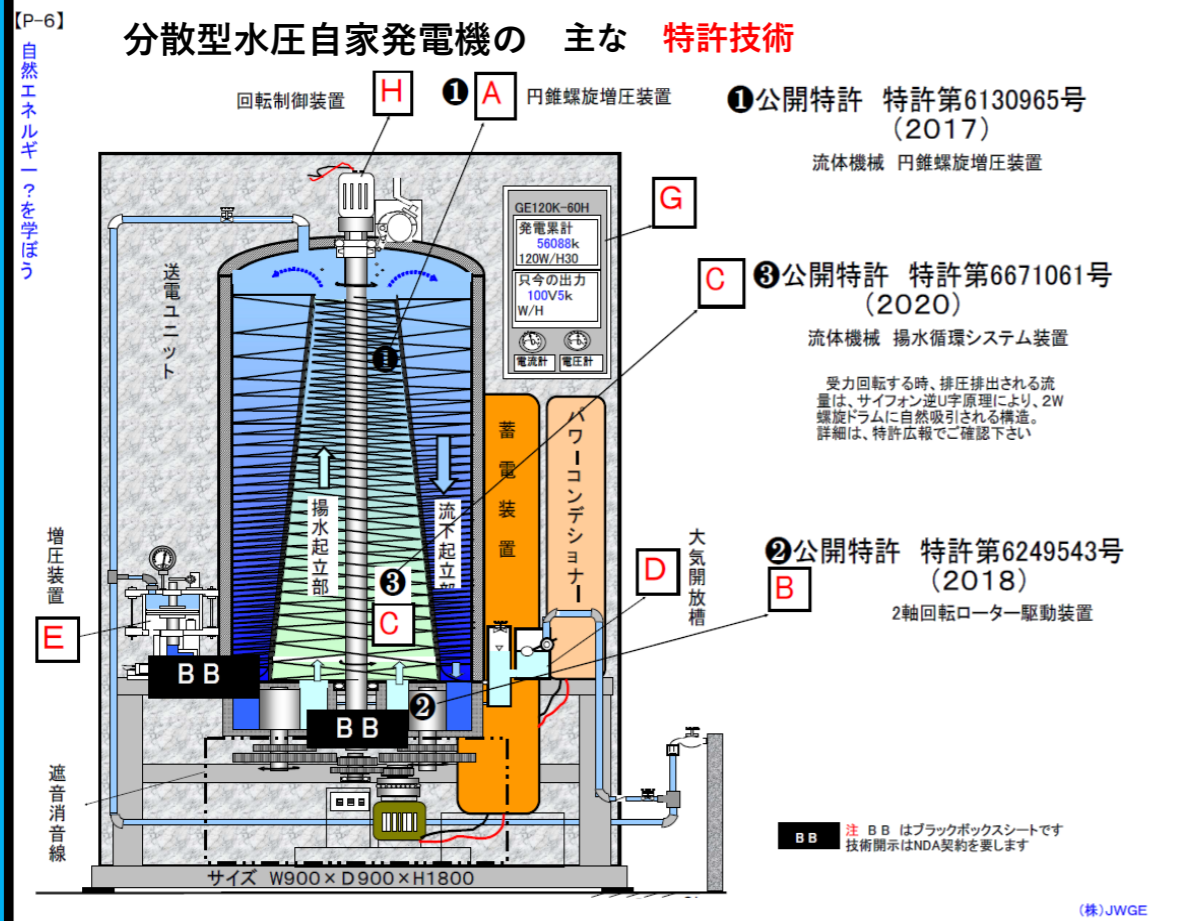 【P-6】
自然エネルギー?を学ぼう
分散型水圧自家発電機の 主な 特許技術
回転制御装置
H
❶
A
円錐螺旋増圧装置
❶公開特許 特許第6130965号
(2017)
流体機械 円錐螺旋増圧装置
G
GE120K-60H
発電累計
56088k
120W/H30
只今の出力
100V5k
W/H
電流計
電圧計
C
❸公開特許 特許第6671061号
(2020)
流体機械 揚水循環システム装置
受力回転する時、排圧排出される流
量は、サイフォン逆U字原理により、2W
螺旋ドラムに自然吸引される構造。
詳細は、特許広報でご確認下さい
送電ユニット
❶
蓄電装置
パワーコンデショナー
揚水起立部
流下起立部
❸
C
増圧装置
E
BB
BB
❷
大気開放槽
D
❷公開特許 特許第6249543号
(2018)
B
2軸回転ローター駆動装置
遮音消音線
BB
注 BB はブラックボックスシートです
技術開示はNDA契約を要します
サイズ W900×D900×H1800
(株)JWGE